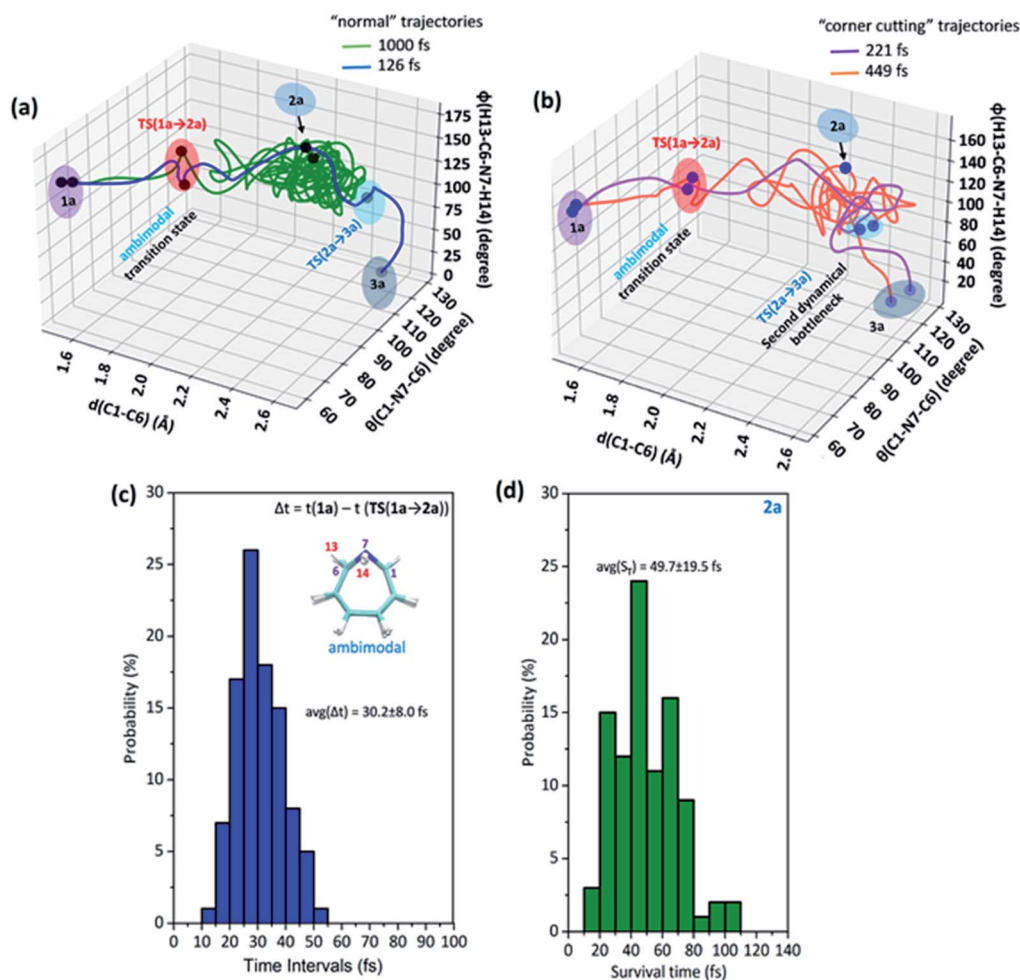 "normal" trajectories
1000 fs
126 fs
(a)
2a
TS(1a→2a)
1a
ambimodal
transition state
TS(2a→3a)
3a
175
150
125
100
75
50
25
0
ϕ(H13-C6-N7-H14) (degree)
1.6
1.8
2.0
2.2
2.4
2.6
d(C1-C6) (Å)
60
70
80
90
100
110
120
130
θ(C1-N7-C6) (degree)
"corner cutting" trajectories
221 fs
449 fs
(b)
2a
TS(1a→2a)
1a
ambimodal
transition state
TS(2a→3a)
Second dynamical
bottleneck
3a
160
140
120
100
80
60
40
20
ϕ(H13-C6-N7-H14) (degree)
1.6
1.8
2.0
2.2
2.4
2.6
d(C1-C6) (Å)
60
70
80
90
100
110
120
130
θ(C1-N7-C6) (degree)
(c)
Δt = t(1a) – t (TS(1a→2a))
13
7
6
14
1
ambimodal
avg(Δt) = 30.2±8.0 fs
30
25
20
15
10
5
0
Probability (%)
0 10 20 30 40 50 60 70 80 90 100
Time Intervals (fs)
(d)
2a
avg(S_T) = 49.7±19.5 fs
30
25
20
15
10
5
0
Probability (%)
0 20 40 60 80 100 120 140
Survival time (fs)